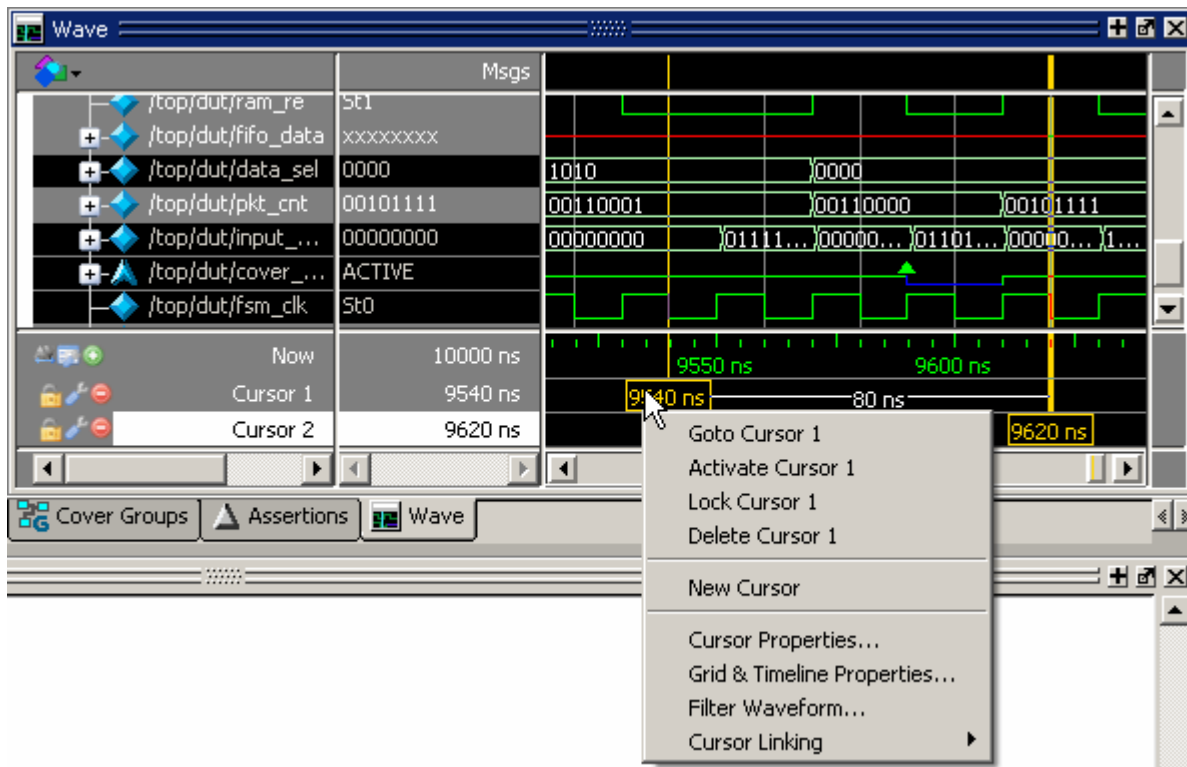 Wave
Msgs
/top/dut/ram_re St1
/top/dut/fifo_data xxxxxxxx
/top/dut/data_sel 0000 1010 0000
/top/dut/pkt_cnt 00101111 00110001 00110000 00101111
/top/dut/input_... 00000000 00000000 01111... 00000... 01101... 00000... 1...
/top/dut/cover_... ACTIVE
/top/dut/fsm_clk St0
Now 10000 ns 9550 ns 9600 ns
Cursor 1 9540 ns 9540 ns 80 ns
Cursor 2 9620 ns 9620 ns
Goto Cursor 1
Activate Cursor 1
Lock Cursor 1
Delete Cursor 1
New Cursor
Cursor Properties...
Grid & Timeline Properties...
Filter Waveform...
Cursor Linking
Cover Groups Assertions Wave